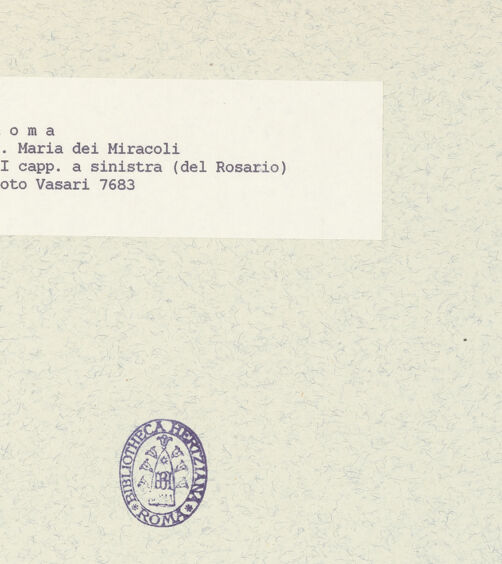 o m a
. Maria dei Miracoli
I capp. a sinistra (del Rosario)
oto Vasari 7683
BIBLIOTHECA HERTZIANA
ROMA